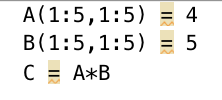 A(1:5,1:5) = 4
B(1:5,1:5) = 5
C = A*B